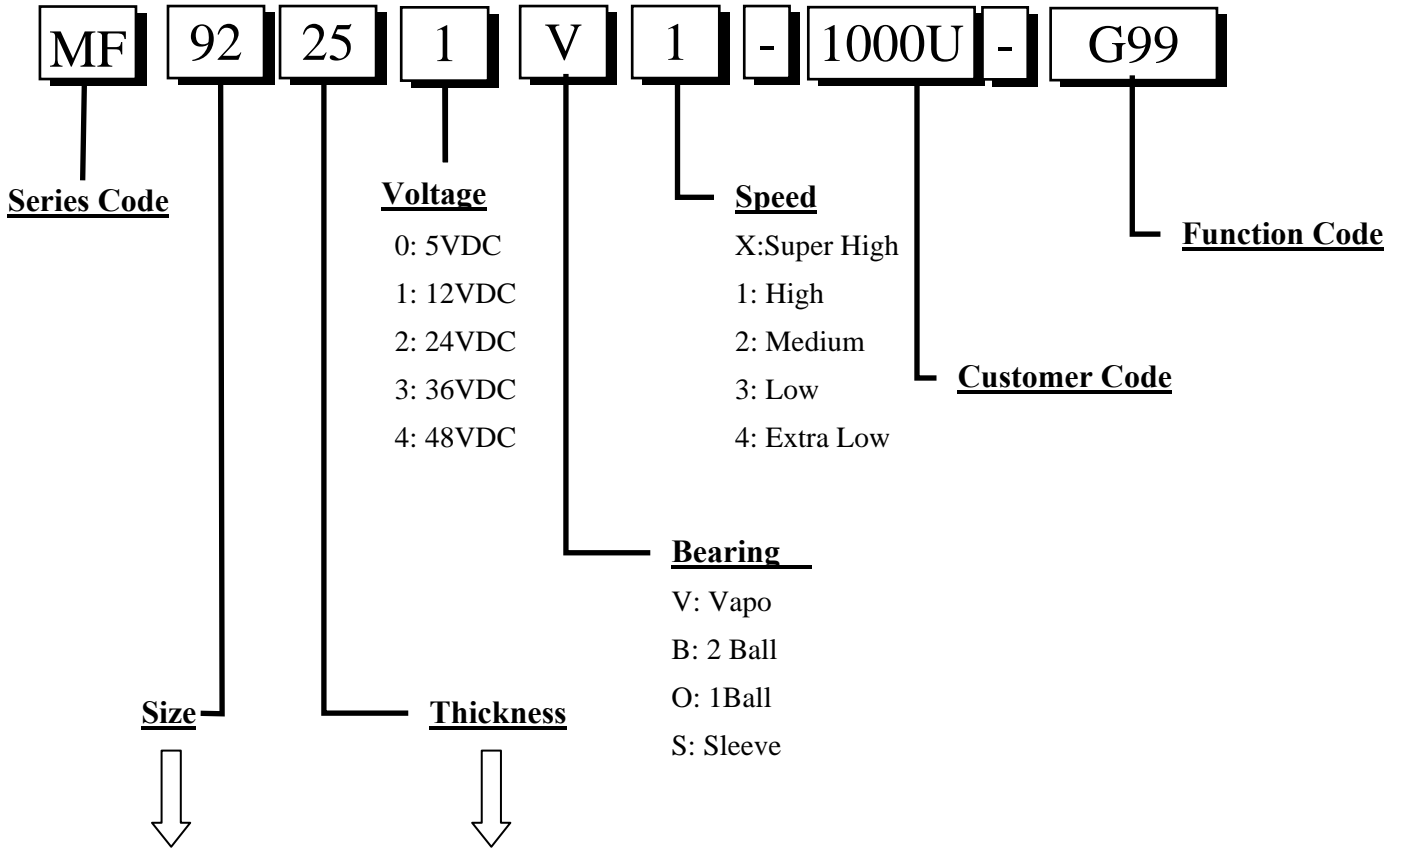 MF 92 25 1 V 1 - 1000U - G99
Series Code
Voltage
0: 5VDC
1: 12VDC
2: 24VDC
3: 36VDC
4: 48VDC
Speed
X:Super High
1: High
2: Medium
3: Low
4: Extra Low
Function Code
Customer Code
Bearing
V: Vapo
B: 2 Ball
O: 1Ball
S: Sleeve
Size
Thickness